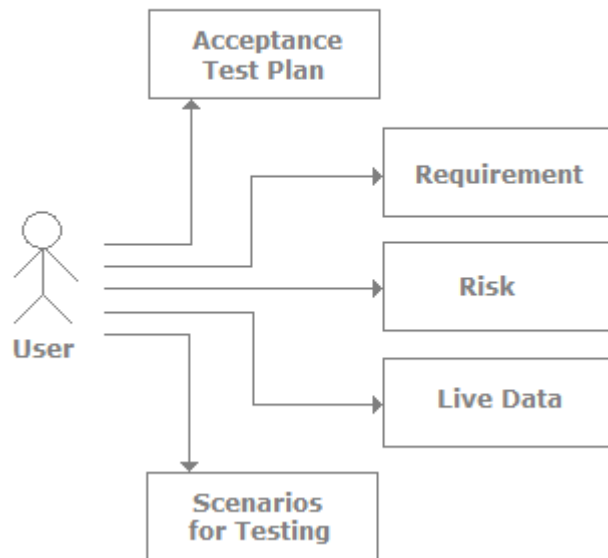 Acceptance
Test Plan
Requirement
Risk
User
Live Data
Scenarios
for Testing